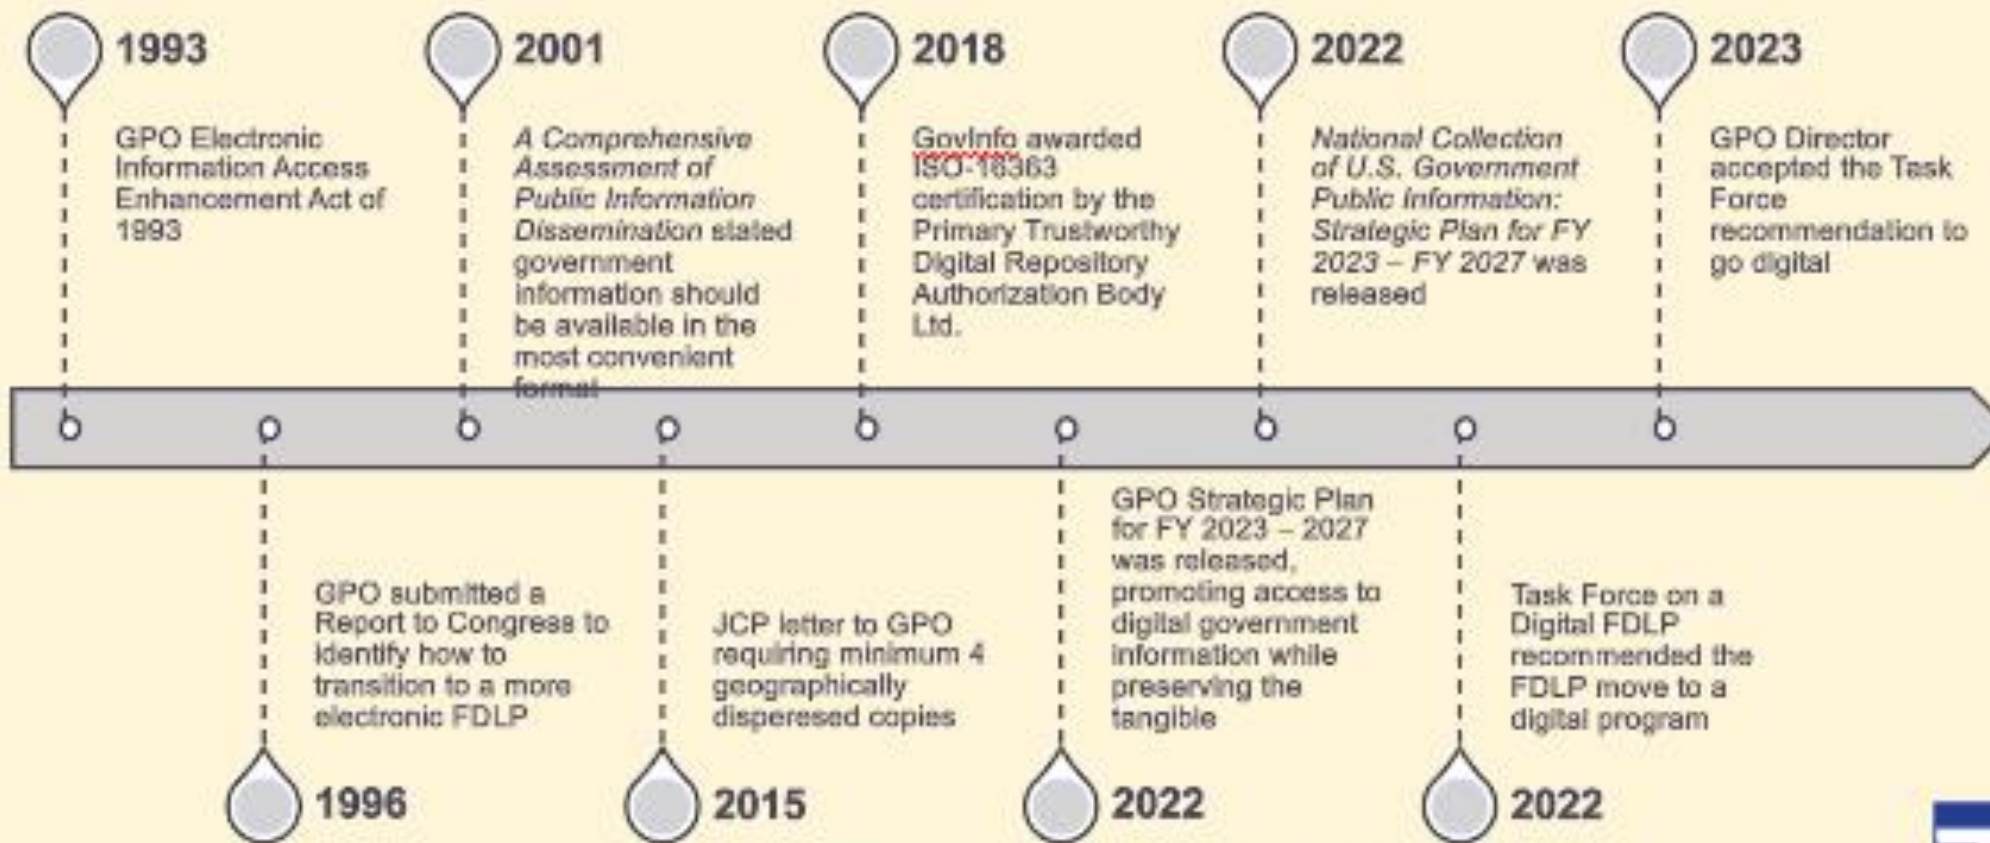 1993
GPO Electronic
Information Access
Enhancement Act of
1993
1996
GPO submitted a
Report to Congress to
identify how to
transition to a more
electronic FDLP
2001
A Comprehensive
Assessment of
Public Information
Dissemination stated
government
information should
be available in the
most convenient
format
2015
JCP letter to GPO
requiring minimum 4
geographically
disperesed copies
2018
GovInfo awarded
ISO-16363
certification by the
Primary Trustworthy
Digital Repository
Authorization Body
Ltd.
2022
GPO Strategic Plan
for FY 2023 – 2027
was released,
promoting access to
digital government
information while
preserving the
tangible
2022
National Collection
of U.S. Government
Public Information:
Strategic Plan for FY
2023 – FY 2027 was
released
2022
Task Force on a
Digital FDLP
recommended the
FDLP move to a
digital program
2023
GPO Director
accepted the Task
Force
recommendation to
go digital